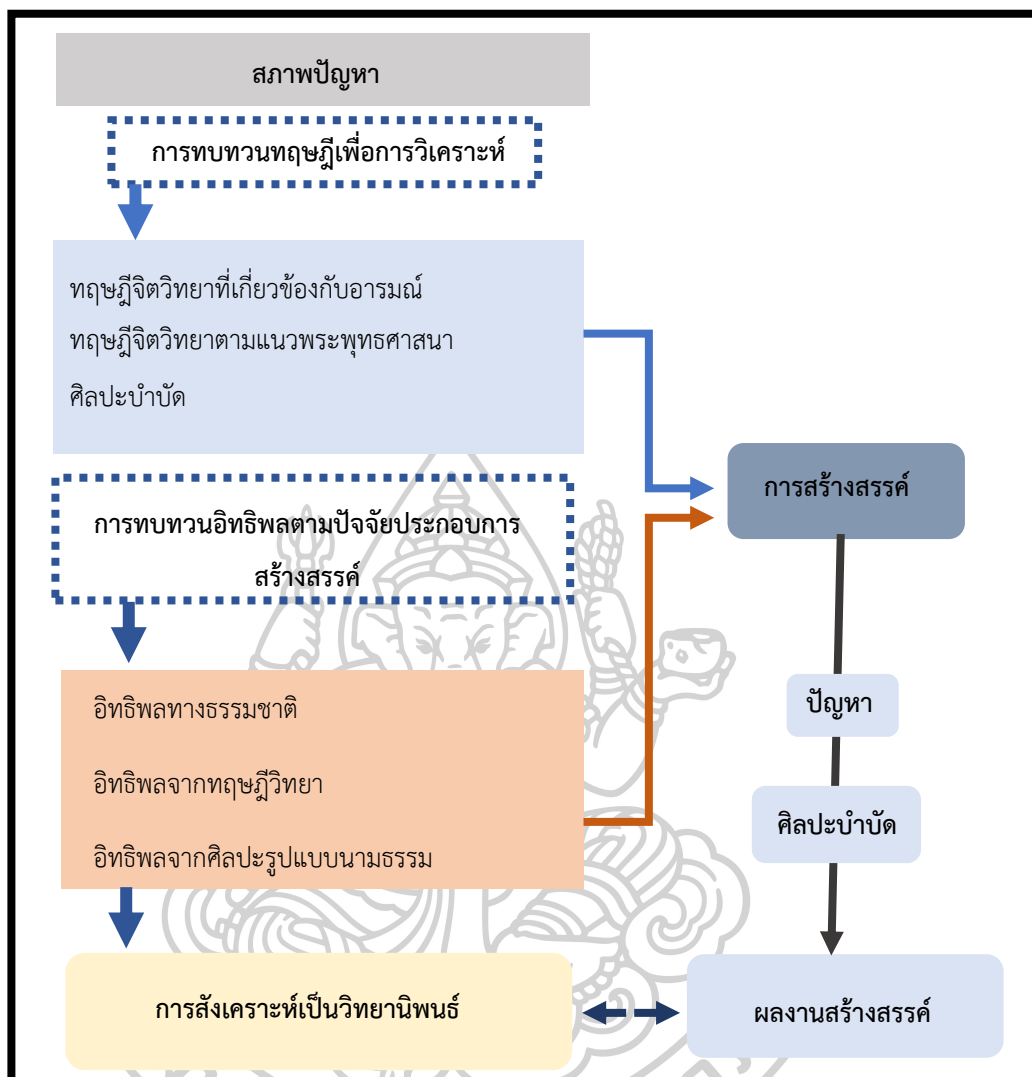 สภาพปัญหา
การทบทวนทฤษฎีเพื่อการวิเคราะห์
ทฤษฎีจิตวิทยาที่เกี่ยวข้องกับอารมณ์
ทฤษฎีจิตวิทยาตามแนวพระพุทธศาสนา
ศิลปะบำบัด
การทบทวนอิทธิพลตามปัจจัยประกอบการ
สร้างสรรค์
อิทธิพลทางธรรมชาติ
อิทธิพลจากทฤษฎีวิทยา
อิทธิพลจากศิลปะรูปแบบนามธรรม
การสังเคราะห์เป็นวิทยานิพนธ์
การสร้างสรรค์
ปัญหา
ศิลปะบำบัด
ผลงานสร้างสรรค์